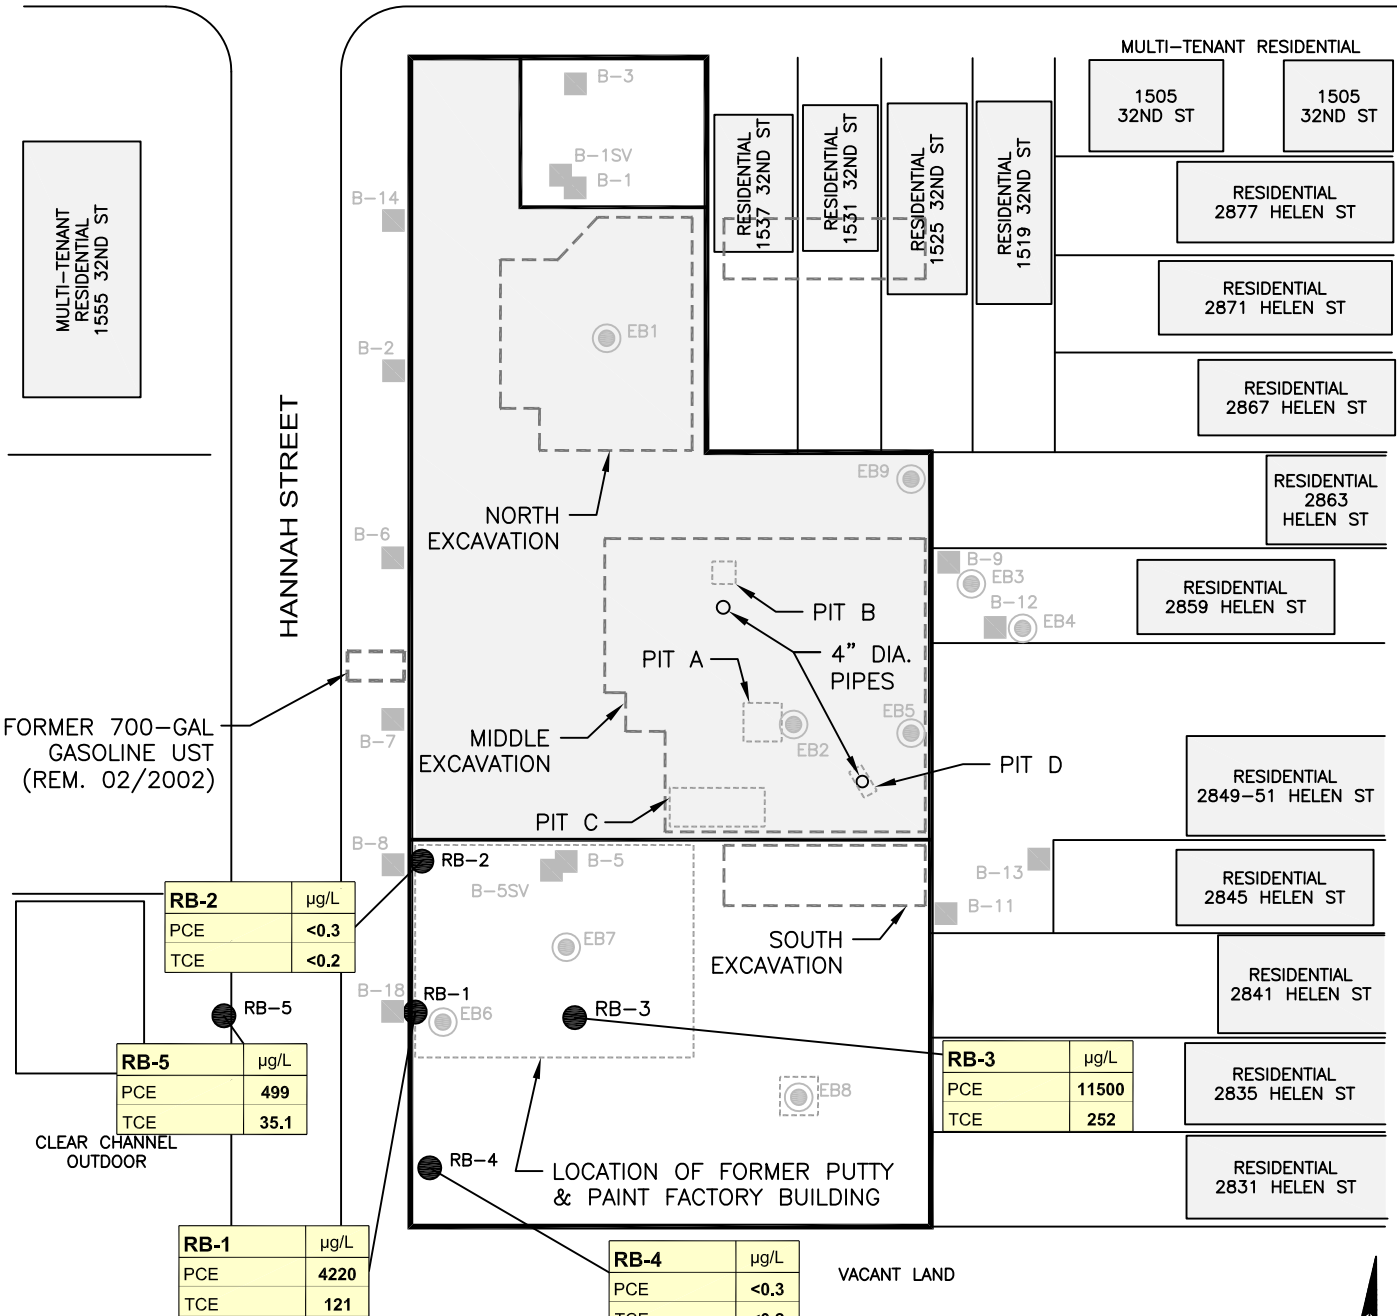 MULTI-TENANT RESIDENTIAL
1505
32ND ST
1505
32ND ST
B-3
B-1SV
B-1
B-14
MULTI-TENANT
RESIDENTIAL
1555 32ND ST
RESIDENTIAL
1537 32ND ST
RESIDENTIAL
1531 32ND ST
RESIDENTIAL
1525 32ND ST
RESIDENTIAL
1519 32ND ST
RESIDENTIAL
2877 HELEN ST
RESIDENTIAL
2871 HELEN ST
EB1
B-2
RESIDENTIAL
2867 HELEN ST
HANNAH STREET
EB9
RESIDENTIAL
2863
HELEN ST
NORTH
EXCAVATION
B-6
B-9
EB3
B-12
EB4
RESIDENTIAL
2859 HELEN ST
PIT B
PIT A
4" DIA.
PIPES
FORMER 700-GAL
GASOLINE UST
(REM. 02/2002)
B-7
MIDDLE
EXCAVATION
EB2
EB5
PIT D
RESIDENTIAL
2849-51 HELEN ST
PIT C
B-8
RB-2
B-5
B-5SV
B-13
B-11
RESIDENTIAL
2845 HELEN ST
RB-2 µg/L
PCE <0.3
TCE <0.2
EB7
SOUTH
EXCAVATION
RESIDENTIAL
2841 HELEN ST
B-18
RB-1
EB6
RB-5
RB-3
RB-5 µg/L
PCE 499
TCE 35.1
RB-3 µg/L
PCE 11500
TCE 252
RESIDENTIAL
2835 HELEN ST
EB8
CLEAR CHANNEL
OUTDOOR
RB-4
LOCATION OF FORMER PUTTY
& PAINT FACTORY BUILDING
RESIDENTIAL
2831 HELEN ST
RB-1 µg/L
PCE 4220
TCE 121
RB-4 µg/L
PCE <0.3
VACANT LAND